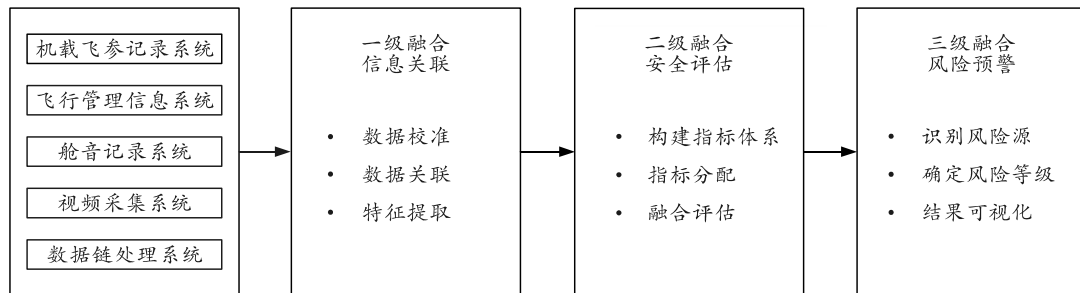 机载飞参记录系统
飞行管理信息系统
舱音记录系统
视频采集系统
数据链处理系统
一级融合
信息关联
• 数据校准
• 数据关联
• 特征提取
二级融合
安全评估
• 构建指标体系
• 指标分配
• 融合评估
三级融合
风险预警
• 识别风险源
• 确定风险等级
• 结果可视化